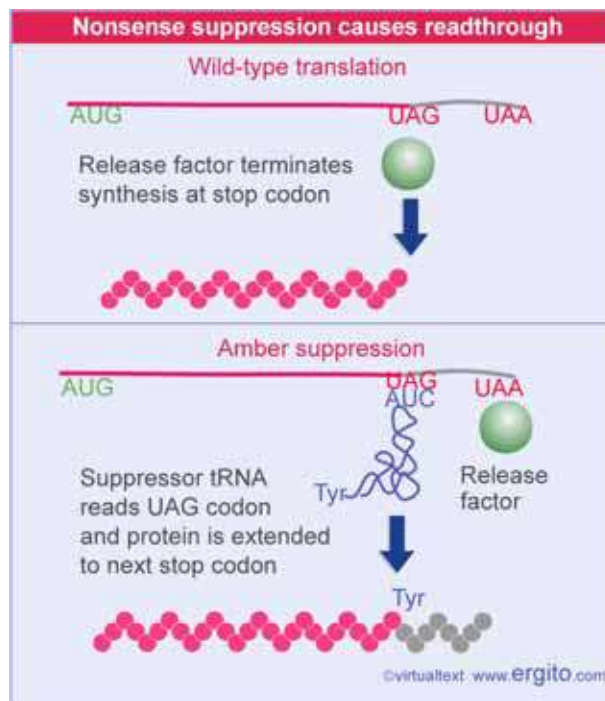 Nonsense suppression causes readthrough
Wild-type translation
AUG UAG UAA
Release factor terminates
synthesis at stop codon
Amber suppression
AUG UAG UAA
AUC
Suppressor tRNA
reads UAG codon
and protein is extended
to next stop codon
Tyr
Release
factor
Tyr
©virtualtext www.ergito.com